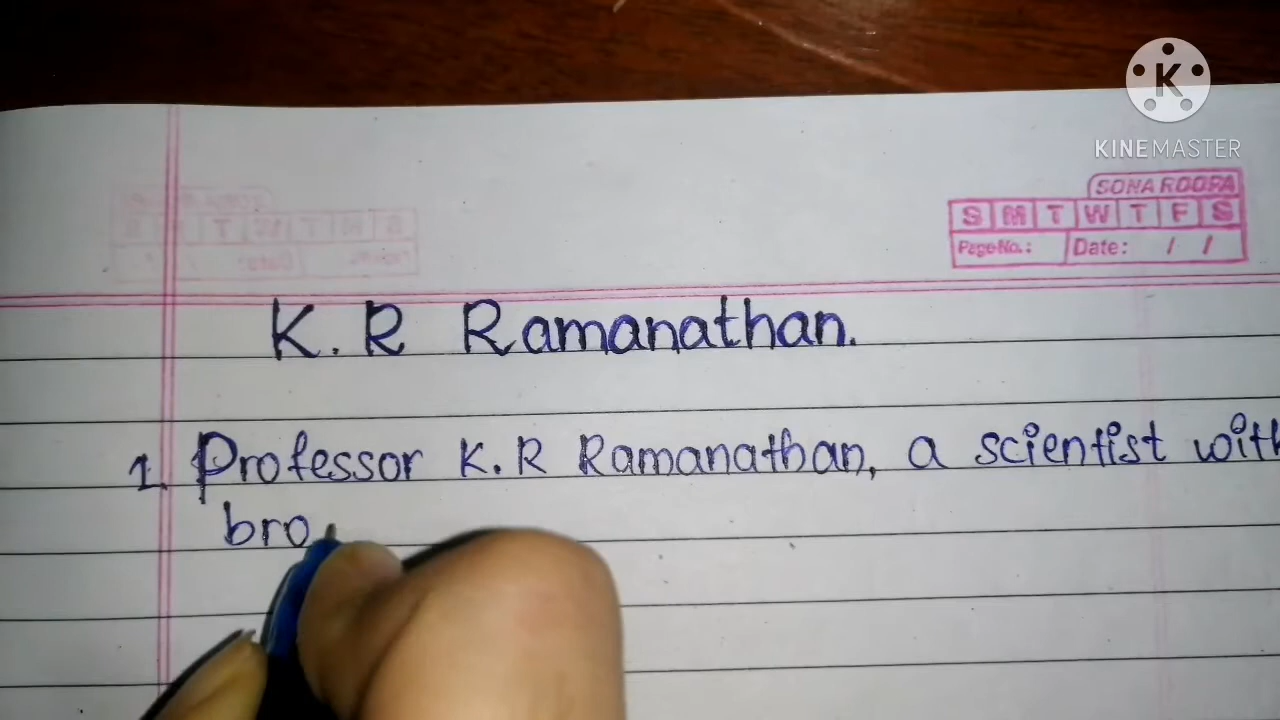 K
KINEMASTER
SONA ROOPA
S M T W T F S
Page No.: Date: / /
K. R Ramanathan.
1. Professor K.R Ramanathan, a scientist with
bro